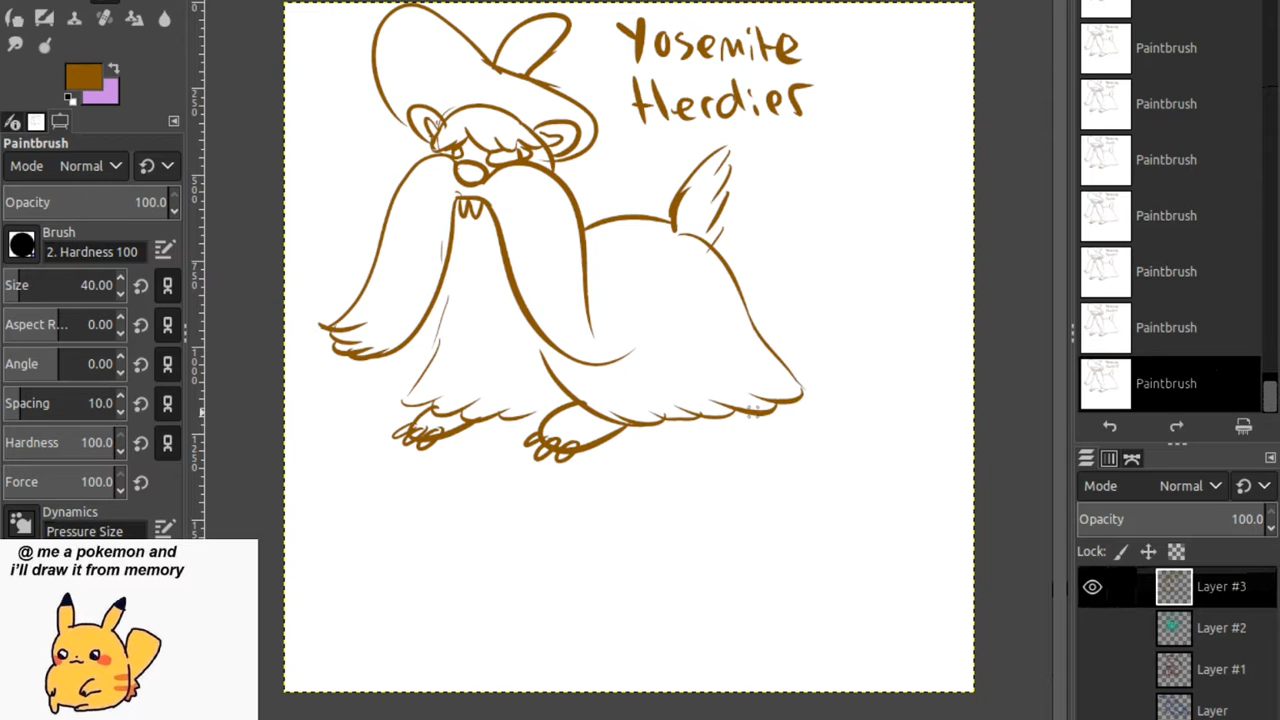 Yosemite
Herdier
Paintbrush
Mode Normal
Opacity 100.0
Brush
2. Hardness 100
Size 40.00
Aspect R... 0.00
Angle 0.00
Spacing 10.0
Hardness 100.0
Force 100.0
Dynamics
Pressure Size
@ me a pokemon and
i'll draw it from memory
Paintbrush
Paintbrush
Paintbrush
Paintbrush
Paintbrush
Paintbrush
Paintbrush
Mode Normal
Opacity 100.0
Lock:
Layer #3
Layer #2
Layer #1
Layer